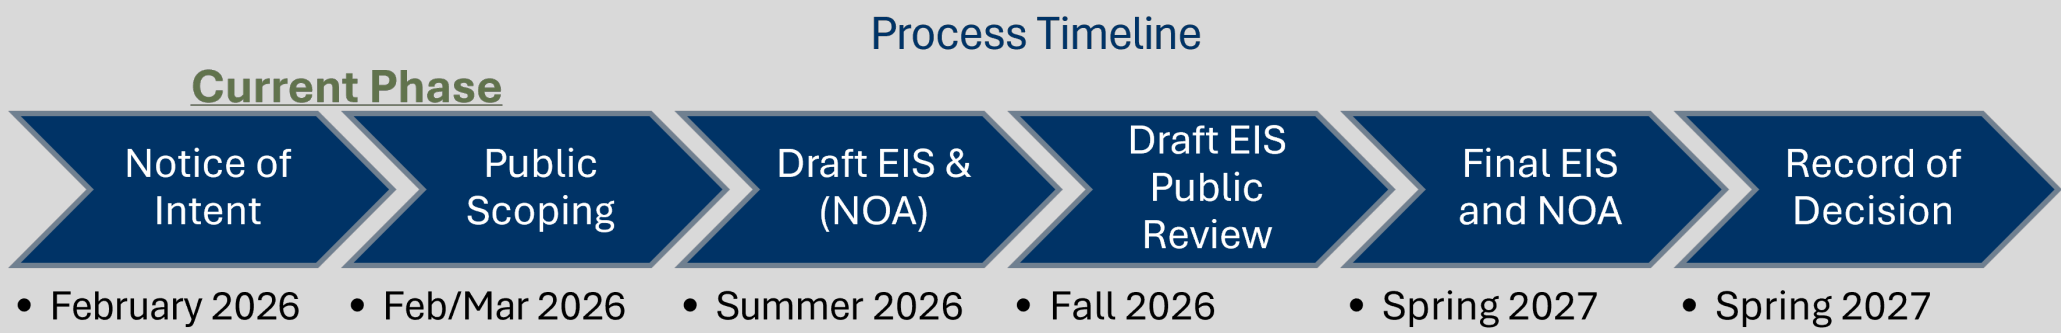 Process Timeline
Current Phase
Notice of
Intent
Public
Scoping
Draft EIS &
(NOA)
Draft EIS
Public
Review
Final EIS
and NOA
Record of
Decision
• February 2026
• Feb/Mar 2026
• Summer 2026
• Fall 2026
• Spring 2027
• Spring 2027